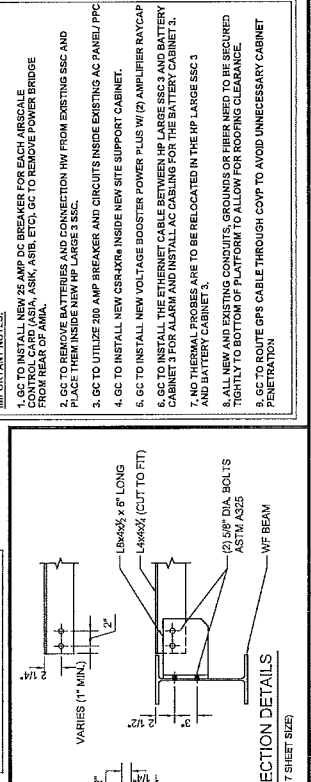 IMPORTANT NOTES:
1. GC TO INSTALL NEW 25 AMP DC BREAKER FOR EACH AIRSCALE
CONTROL CARD (ASIA, ASIK, ASIB, ETC). GC TO REMOVE POWER BRIDGE
FROM REAR OF AMIA.
2. GC TO REMOVE BATTERIES AND CONNECTION HW FROM EXISTING SSC AND
PLACE THEM INSIDE NEW HP LARGE 3 SSC.
3. GC TO UTILIZE 200 AMP BREAKER AND CIRCUITS INSIDE EXISTING AC PANEL/ PPC
4. GC TO INSTALL NEW CSR-IXRe INSIDE NEW SITE SUPPORT CABINET.
5. GC TO INSTALL NEW VOLTAGE BOOSTER POWER PLUS W/ (2) AMPLIFIER RAYCAP
6. GC TO INSTALL THE ETHERNET CABLE BETWEEN HP LARGE SSC 3 AND BATTERY
CABINET 3 FOR ALARM AND INSTALL AC CABLING FOR THE BATTERY CABINET 3.
7. NO THERMAL PROBES ARE TO BE RELOCATED IN THE HP LARGE SSC 3
AND BATTERY CABINET 3.
8. ALL NEW AND EXISTING CONDUITS, GROUNDS OR FIBER NEED TO BE SECURED
TIGHTLY TO BOTTOM OF PLATFORM TO ALLOW FOR ROOFING CLEARANCE.
9. GC TO ROUTE GPS CABLE THROUGH COVP TO AVOID UNNECESSARY CABINET
PENETRATION
2 1/4"
VARIES (1" MIN.)
2"
L8x4x½ x 6" LONG
L4x4x¼ (CUT TO FIT)
2 1/2"
3"
(2) 5/8" DIA. BOLTS
ASTM A325
WF BEAM
1 1/4"
ECTION DETAILS
7 SHEET SIZE)